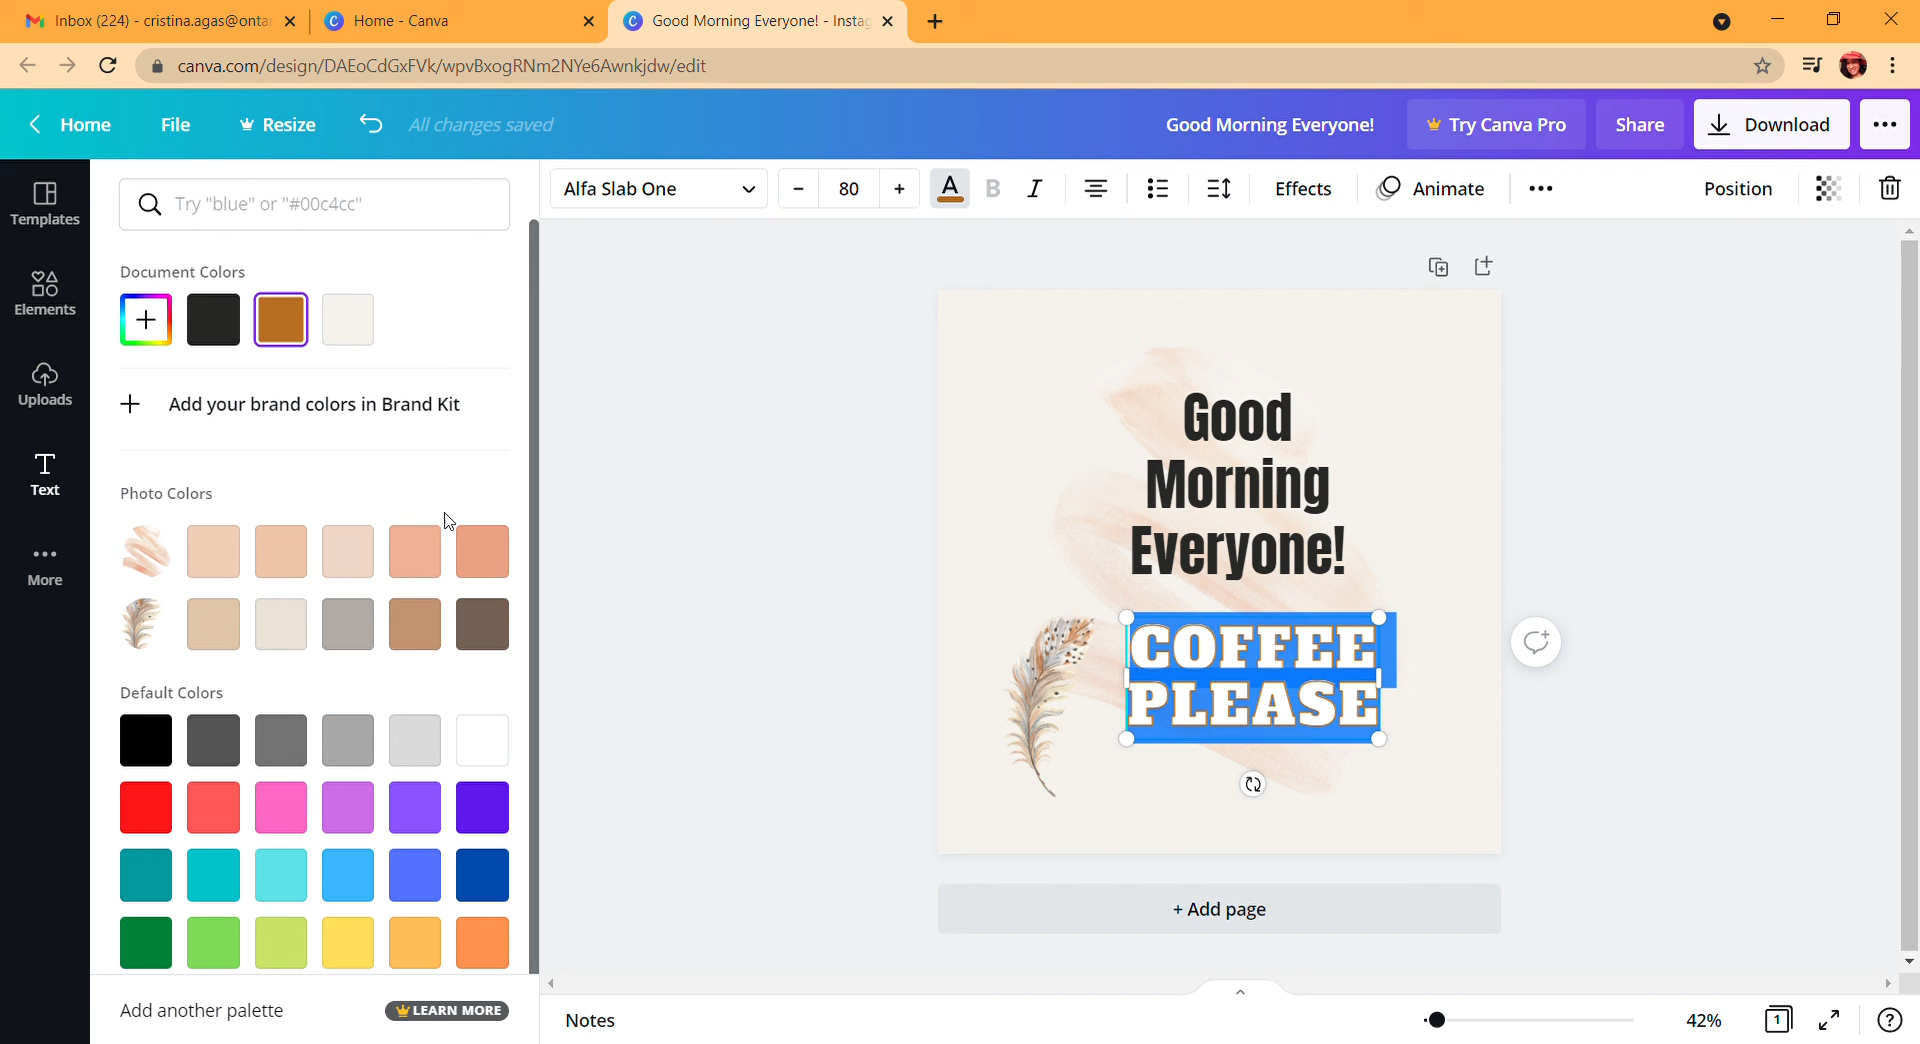 Inbox (224) - cristina.agas@ontar
Home - Canva
Good Morning Everyone! - Instag
canva.com/design/DAEoCdGxFVk/wpvBxogRNm2NYe6Awnkjdw/edit
Home
File
Resize
All changes saved
Good Morning Everyone!
Try Canva Pro
Share
Download
Templates
Elements
Uploads
Text
More
Try "blue" or "#00c4cc"
Alfa Slab One
80
A
B
I
Effects
Animate
Position
Document Colors
Add your brand colors in Brand Kit
Photo Colors
Default Colors
Add another palette
LEARN MORE
Good
Morning
Everyone!
COFFEE
PLEASE
+ Add page
Notes
42%
1